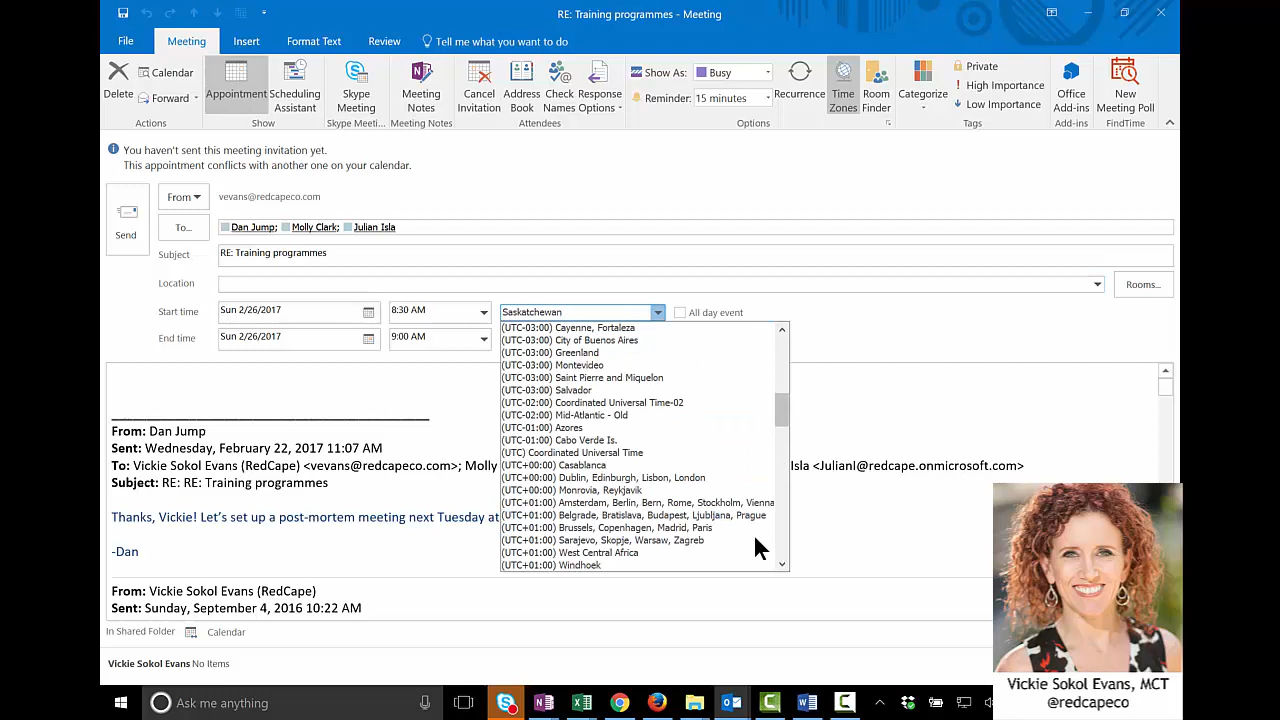 RE: Training programmes - Meeting
File Meeting Insert Format Text Review Tell me what you want to do
Delete
Calendar
Forward
Actions
Appointment
Scheduling Assistant
Show
Skype Meeting
Skype Meeti...
Meeting Notes
Meeting Notes
Cancel Invitation
Address Book
Check Names
Response Options
Attendees
Show As: Busy
Reminder: 15 minutes
Recurrence
Time Zones
Room Finder
Options
Categorize
Private
High Importance
Low Importance
Tags
Office Add-ins
Add-ins
New Meeting Poll
FindTime
You haven't sent this meeting invitation yet.
This appointment conflicts with another one on your calendar.
Send
From vevans@redcapeco.com
To... Dan Jump; Molly Clark; Julian Isla
Subject RE: Training programmes
Location Rooms...
Start time Sun 2/26/2017 8:30 AM Saskatchewan All day event
End time Sun 2/26/2017 9:00 AM
(UTC-03:00) Cayenne, Fortaleza
(UTC-03:00) City of Buenos Aires
(UTC-03:00) Greenland
(UTC-03:00) Montevideo
(UTC-03:00) Saint Pierre and Miquelon
(UTC-03:00) Salvador
(UTC-02:00) Coordinated Universal Time-02
(UTC-02:00) Mid-Atlantic - Old
(UTC-01:00) Azores
(UTC-01:00) Cabo Verde Is.
(UTC) Coordinated Universal Time
(UTC+00:00) Casablanca
(UTC+00:00) Dublin, Edinburgh, Lisbon, London
(UTC+00:00) Monrovia, Reykjavik
(UTC+01:00) Amsterdam, Berlin, Bern, Rome, Stockholm, Vienna
(UTC+01:00) Belgrade, Bratislava, Budapest, Ljubljana, Prague
(UTC+01:00) Brussels, Copenhagen, Madrid, Paris
(UTC+01:00) Sarajevo, Skopje, Warsaw, Zagreb
(UTC+01:00) West Central Africa
(UTC+01:00) Windhoek
From: Dan Jump
Sent: Wednesday, February 22, 2017 11:07 AM
To: Vickie Sokol Evans (RedCape) <vevans@redcapeco.com>; Molly Isla <JulianI@redcape.onmicrosoft.com>
Subject: RE: RE: Training programmes
Thanks, Vickie! Let's set up a post-mortem meeting next Tuesday at
-Dan
From: Vickie Sokol Evans (RedCape)
Sent: Sunday, September 4, 2016 10:22 AM
In Shared Folder Calendar
Vickie Sokol Evans No Items
Ask me anything
Vickie Sokol Evans, MCT
@redcapeco